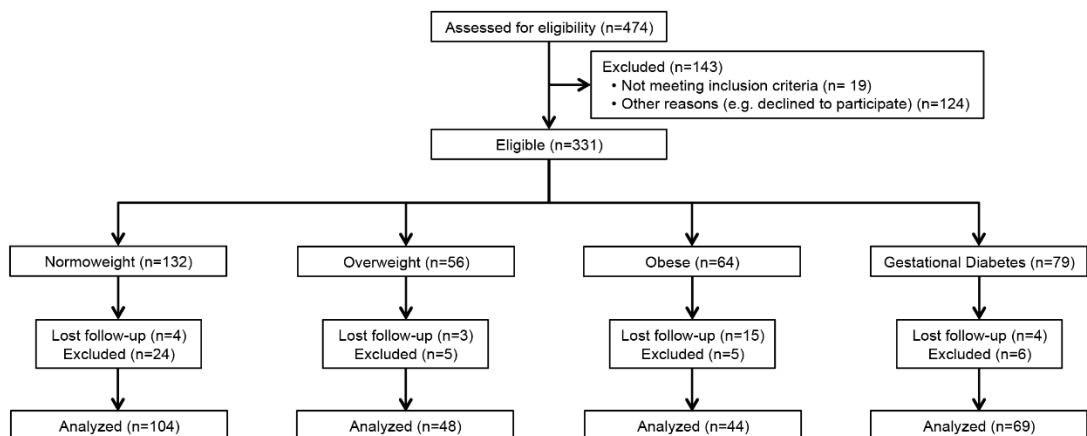 Assessed for eligibility (n=474)
Excluded (n=143)
• Not meeting inclusion criteria (n= 19)
• Other reasons (e.g. declined to participate) (n=124)
Eligible (n=331)
Normoweight (n=132)
Overweight (n=56)
Obese (n=64)
Gestational Diabetes (n=79)
Lost follow-up (n=4)
Excluded (n=24)
Lost follow-up (n=3)
Excluded (n=5)
Lost follow-up (n=15)
Excluded (n=5)
Lost follow-up (n=4)
Excluded (n=6)
Analyzed (n=104)
Analyzed (n=48)
Analyzed (n=44)
Analyzed (n=69)